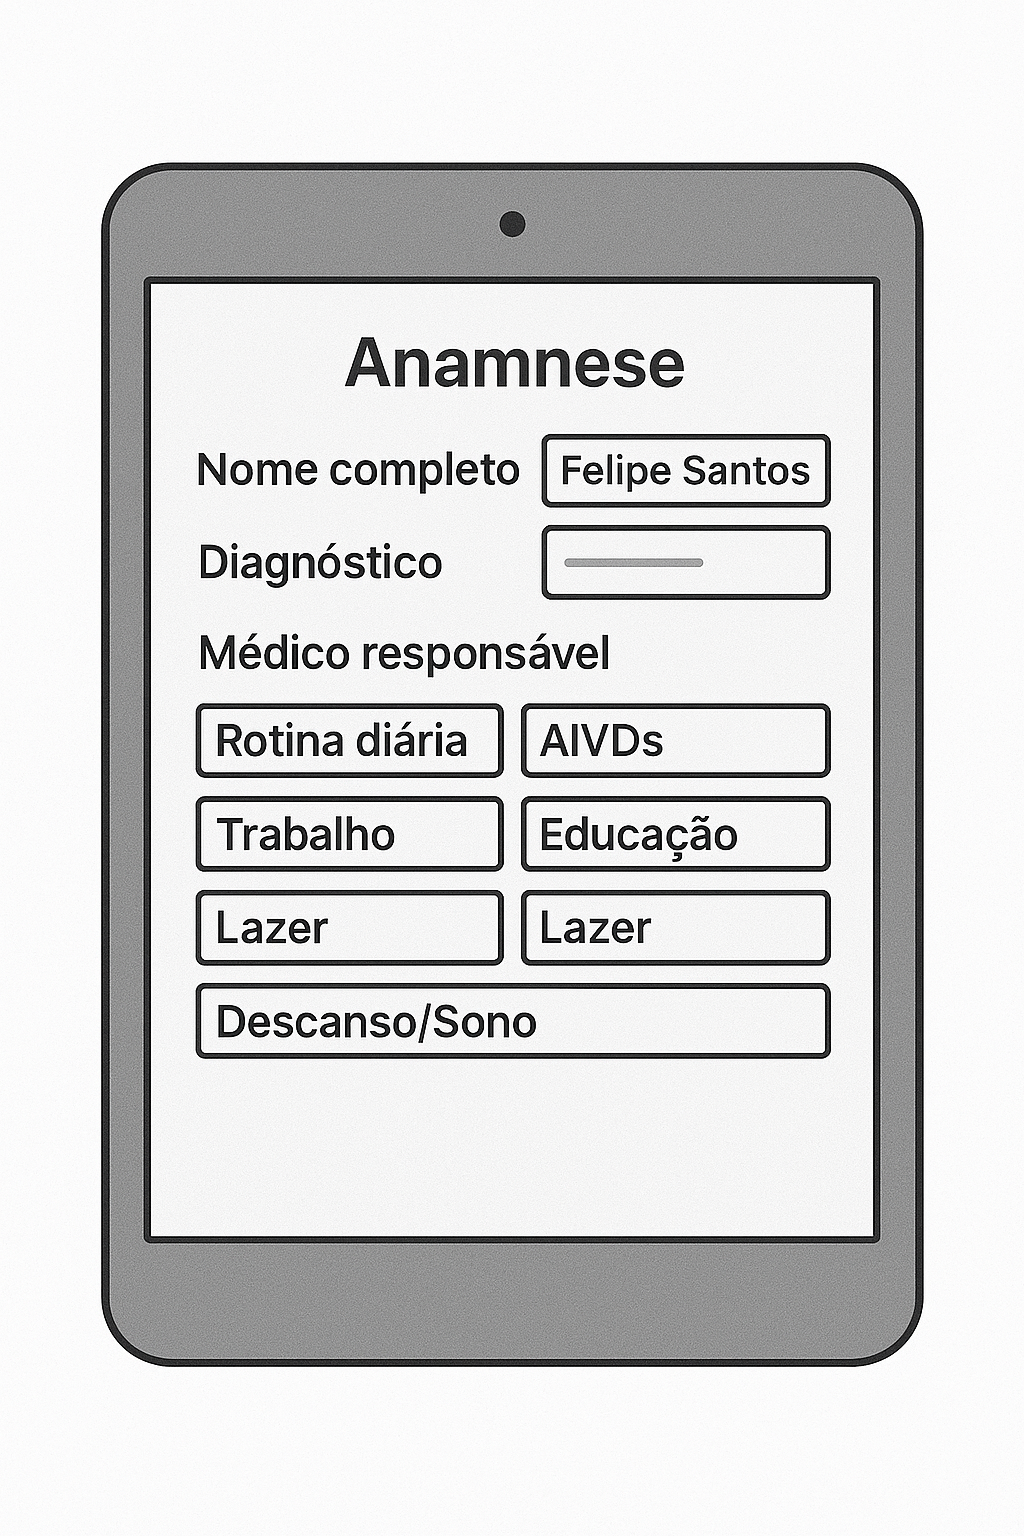 Anamnese
Nome completo Felipe Santos
Diagnóstico
Médico responsável
Rotina diária AIVDs
Trabalho Educação
Lazer Lazer
Descanso/Sono